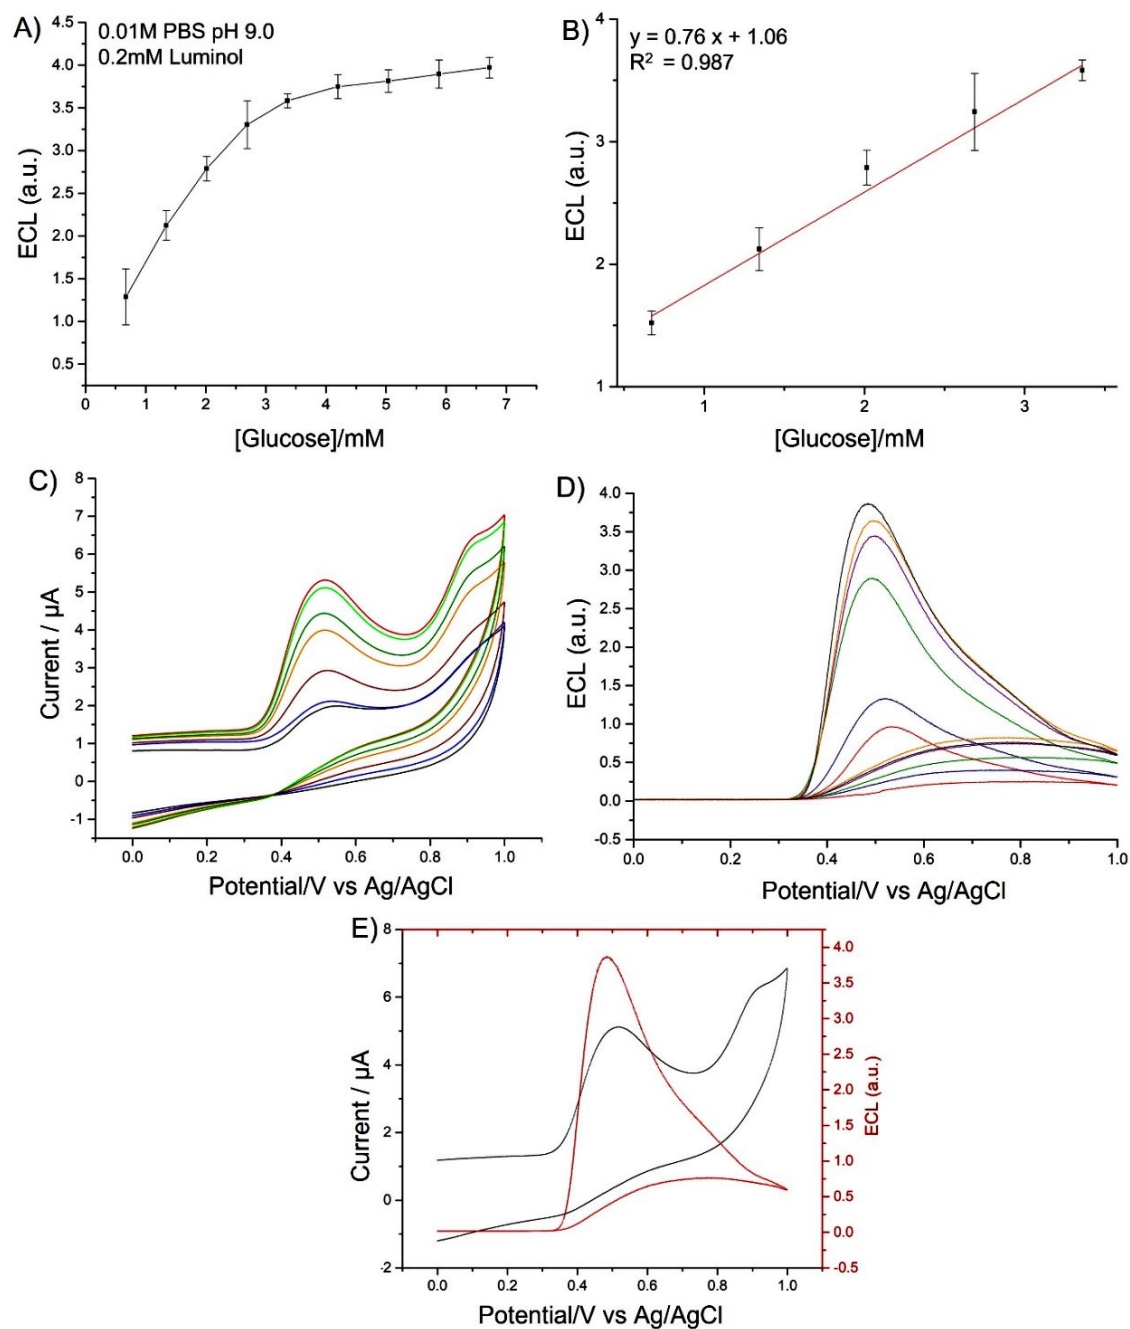 A)
0.01M PBS pH 9.0
0.2mM Luminol
4.5
4.0
3.5
3.0
2.5
2.0
1.5
1.0
0.5
ECL (a.u.)
0 1 2 3 4 5 6 7
[Glucose]/mM
B)
y = 0.76 x + 1.06
R² = 0.987
4
3
2
1
ECL (a.u.)
1 2 3
[Glucose]/mM
C)
8
7
6
5
4
3
2
1
0
-1
Current / µA
0.0 0.2 0.4 0.6 0.8 1.0
Potential/V vs Ag/AgCl
D)
4.0
3.5
3.0
2.5
2.0
1.5
1.0
0.5
0.0
-0.5
ECL (a.u.)
0.0 0.2 0.4 0.6 0.8 1.0
Potential/V vs Ag/AgCl
E)
8
6
4
2
0
-2
Current / µA
4.0
3.5
3.0
2.5
2.0
1.5
1.0
0.5
0.0
-0.5
ECL (a.u.)
0.0 0.2 0.4 0.6 0.8 1.0
Potential/V vs Ag/AgCl